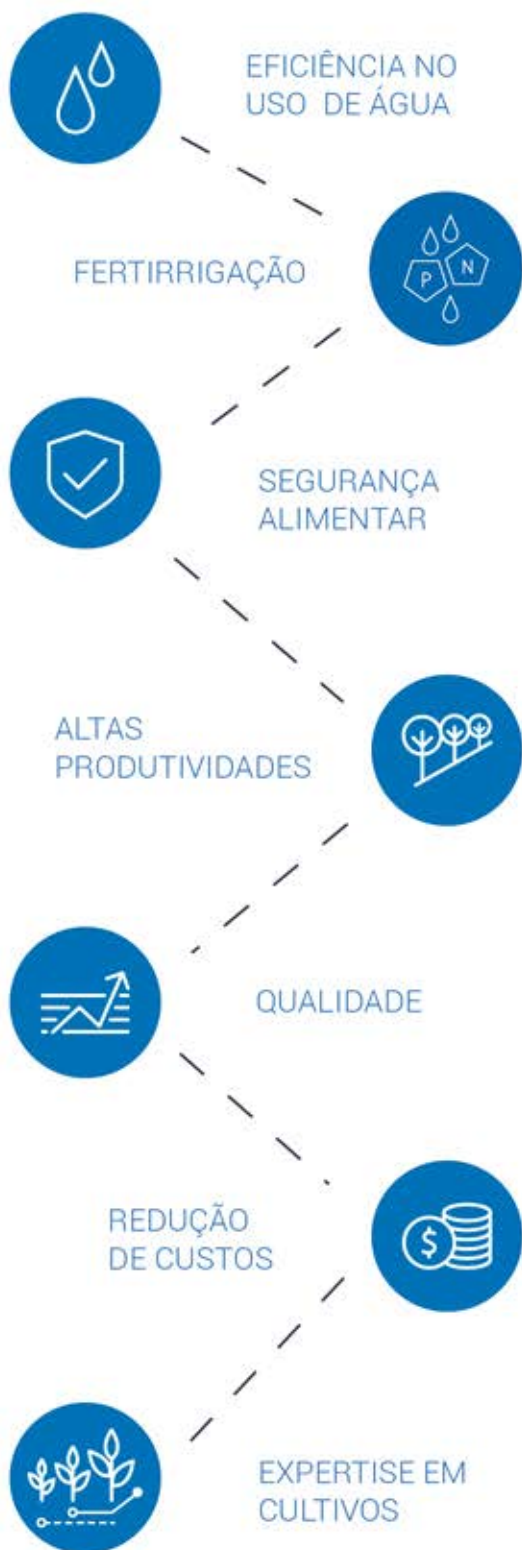 EFICIÊNCIA NO
USO DE ÁGUA
P
N
FERTIRRIGAÇÃO
SEGURANÇA
ALIMENTAR
ALTAS
PRODUTIVIDADES
QUALIDADE
REDUÇÃO
DE CUSTOS
$
EXPERTISE EM
CULTIVOS